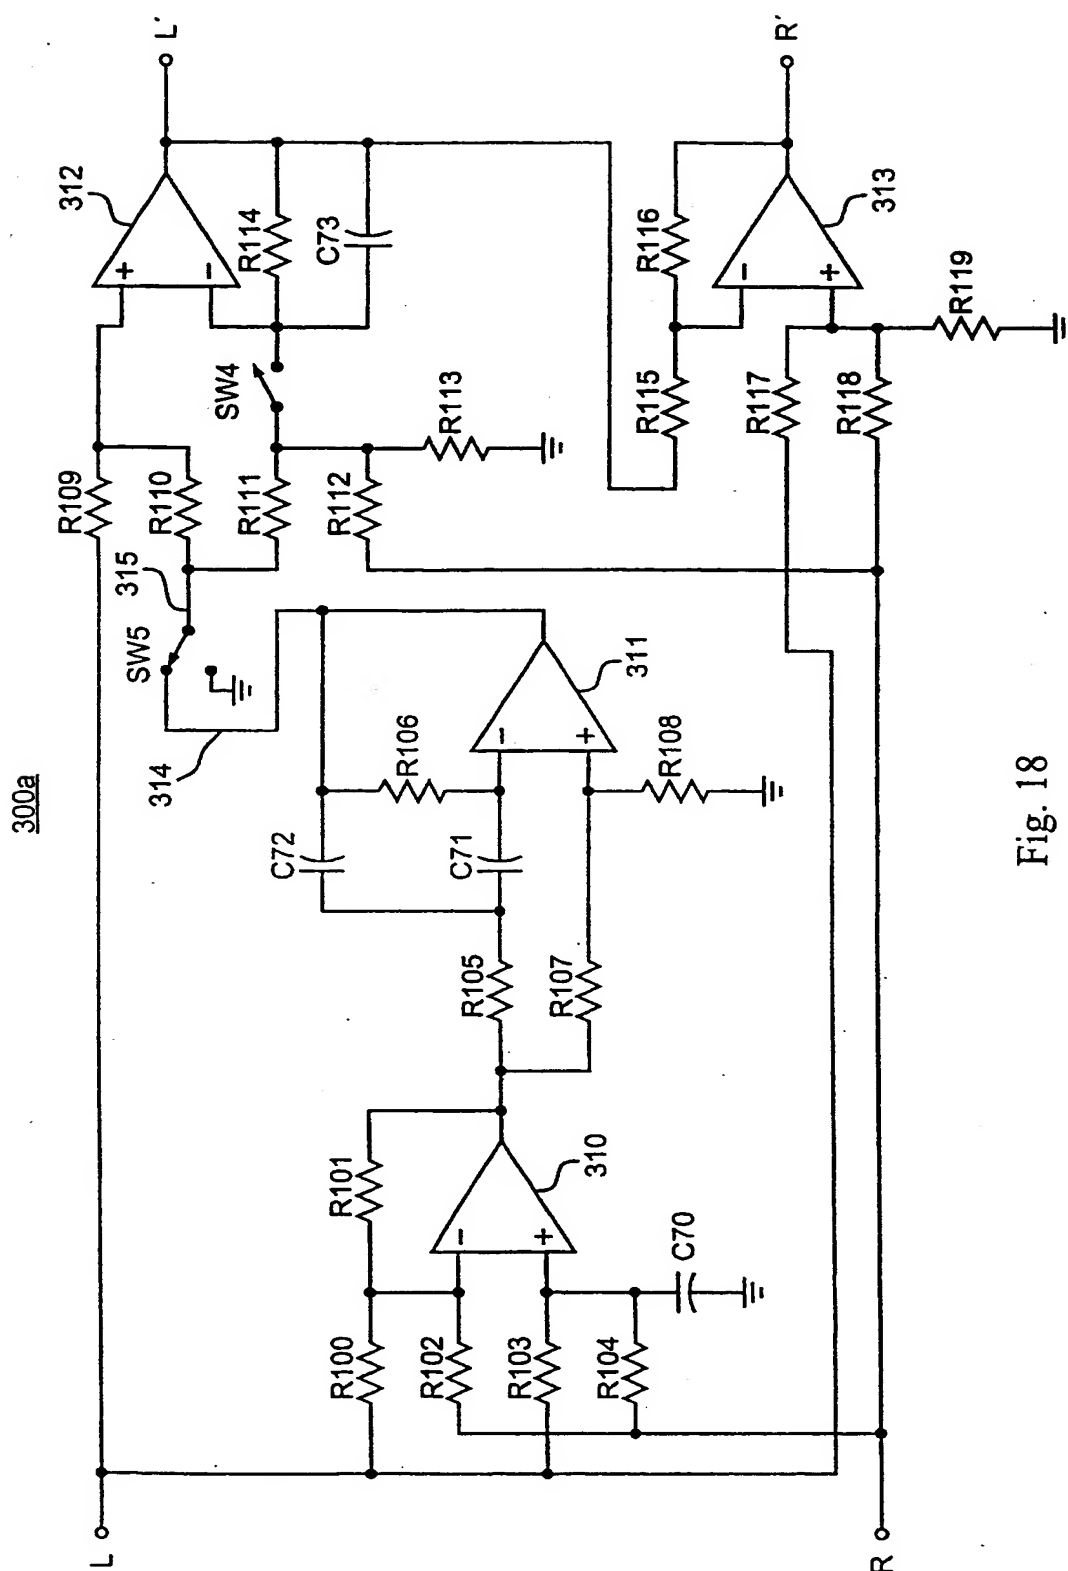 300a
L
R
L'
R'
R100
R101
R102
R103
R104
C70
310
-
+
R105
R106
R107
R108
C71
C72
311
-
+
314
SW5
315
R109
R110
R111
R112
R113
SW4
312
+
-
R114
C73
R115
R116
R117
R118
R119
313
-
+
Fig. 18